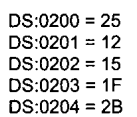 DS:0200 = 25
DS:0201 = 12
DS:0202 = 15
DS:0203 = 1F
DS:0204 = 2B